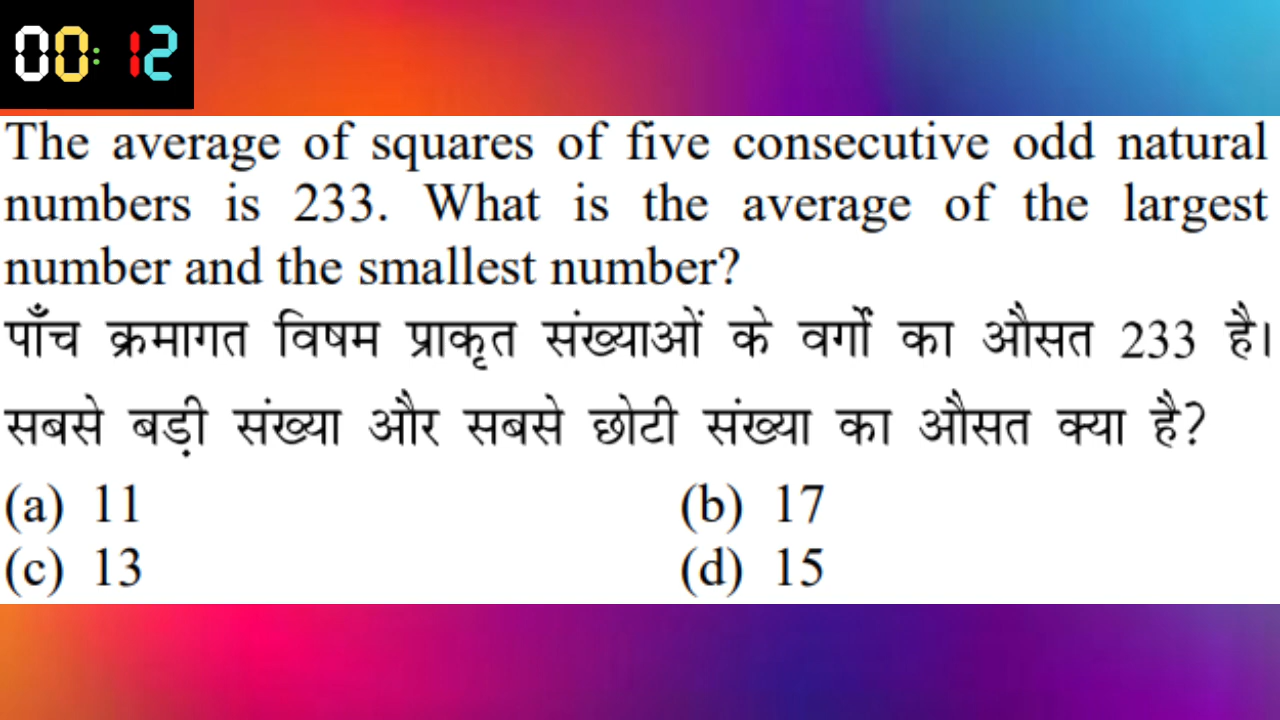 00:12
The average of squares of five consecutive odd natural
numbers is 233. What is the average of the largest
number and the smallest number?
पाँच क्रमागत विषम प्राकृत संख्याओं के वर्गों का औसत 233 है।
सबसे बड़ी संख्या और सबसे छोटी संख्या का औसत क्या है?
(a) 11 (b) 17
(c) 13 (d) 15